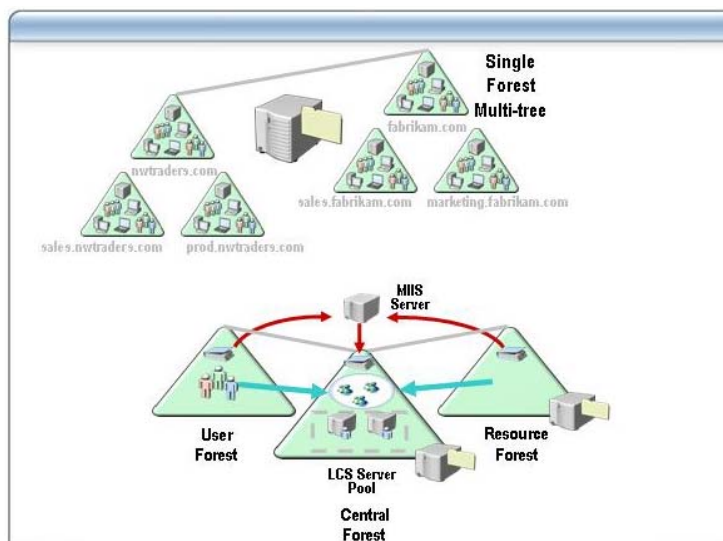 Single
Forest
Multi-tree
fabrikam.com
nwtraders.com
sales.fabrikam.com
marketing.fabrikam.com
sales.nwtraders.com
prod.nwtraders.com
MIIS
Server
User
Forest
Resource
Forest
LCS Server
Pool
Central
Forest